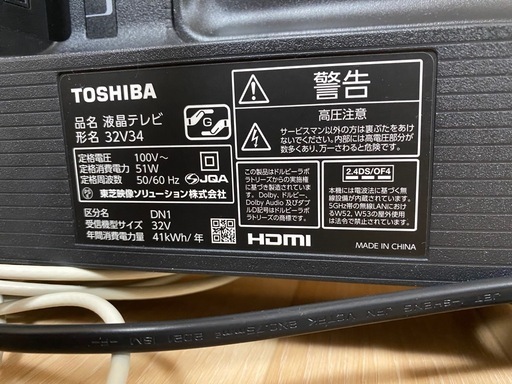 TOSHIBA
品名 液晶テレビ
形名 32V34
定格電圧 100V~
定格消費電力 51W
定格周波数 50/60 Hz
JQA
東芝映像ソリューション株式会社
区分名 DN1
受信機型サイズ 32V
年間消費電力量 41kWh/年
G
警告
高圧注意
サービスマン以外の方は裏ぶたをあけ
ないでください。内部には高電圧部分が
数多くあり、万一さわると危険です。
本製品はドルビーラボ
ラトリーズからの実施権
に基づき製造されました。
Dolby、ドルビー、
Dolby Audio 及びダブ
ルD記号はドルビーラボ
ラトリーズの商標です。
HDMI
2.4DS/OF4
本機には電波法に基づく無
線設備が内蔵されています。
5GHz帯の無線LANにおける
W52、W53の屋外使用
は法令で禁止されています。
MADE IN CHINA